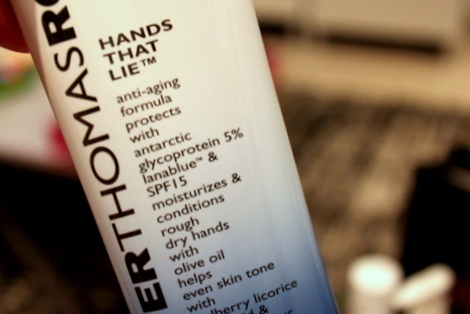 HANDS
THAT
LIE™
anti-aging
formula
protects
with
antarctic
glycoprotein 5%
lanablue™ &
SPF15
moisturizes &
conditions
rough
dry hands
with
olive oil
helps
even skin tone
with
licorice
&
ERTHOMASRO